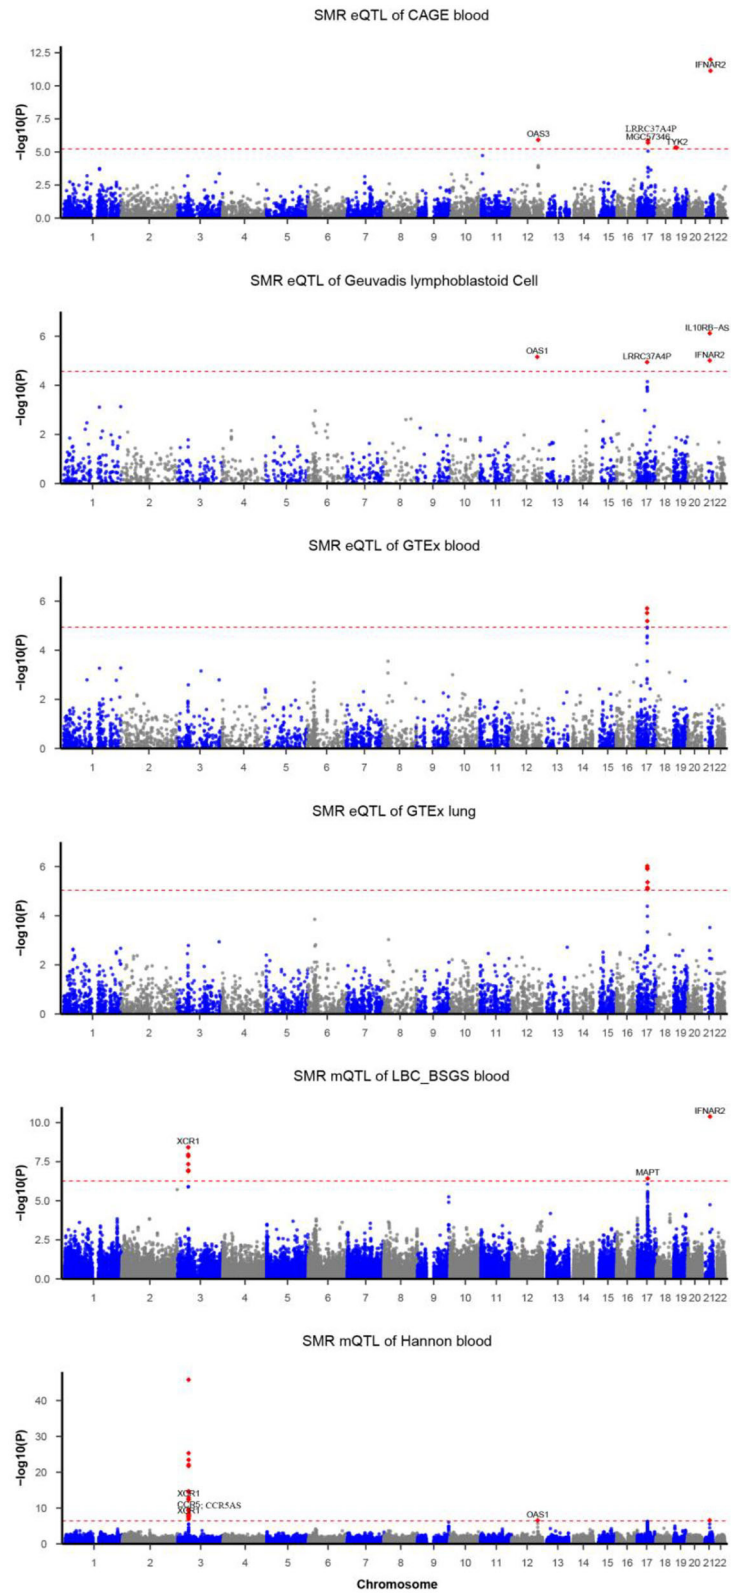 SMR eQTL of CAGE blood
12.5
IFNAR2
10.0
−log10(P)
7.5
OAS3
LRRC37A4P
MGC57346
TYK2
5.0
2.5
0.0
1 2 3 4 5 6 7 8 9 10 11 12 13 14 15 16 17 18 19 20 21 22
SMR eQTL of Geuvadis lymphoblastoid Cell
IL10RB−AS
6
OAS1
LRRC37A4P
IFNAR2
−log10(P)
4
2
0
1 2 3 4 5 6 7 8 9 10 11 12 13 14 15 16 17 18 19 20 21 22
SMR eQTL of GTEx blood
6
−log10(P)
4
2
0
1 2 3 4 5 6 7 8 9 10 11 12 13 14 15 16 17 18 19 20 21 22
SMR eQTL of GTEx lung
6
−log10(P)
4
2
0
1 2 3 4 5 6 7 8 9 10 11 12 13 14 15 16 17 18 19 20 21 22
SMR mQTL of LBC_BSGS blood
IFNAR2
10.0
XCR1
−log10(P)
7.5
MAPT
5.0
2.5
0.0
1 2 3 4 5 6 7 8 9 10 11 12 13 14 15 16 17 18 19 20 21 22
SMR mQTL of Hannon blood
40
−log10(P)
30
20
XCR1
CCR5; CCR5AS
10
XCR1
OAS1
0
1 2 3 4 5 6 7 8 9 10 11 12 13 14 15 16 17 18 19 20 21 22
Chromosome